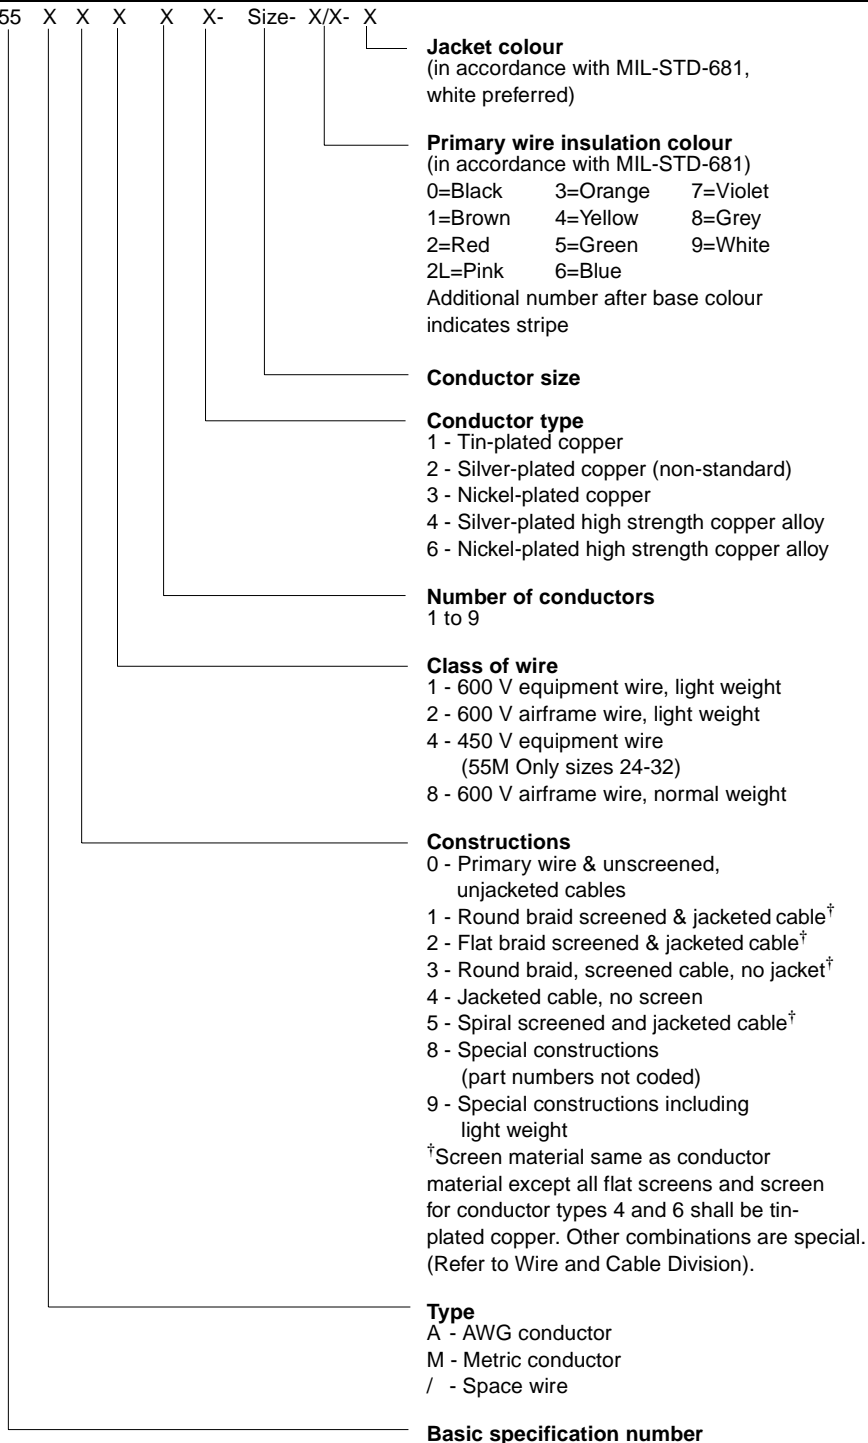 55 X X X X X- Size- X/X- X
Jacket colour
(in accordance with MIL-STD-681,
white preferred)
Primary wire insulation colour
(in accordance with MIL-STD-681)
0=Black 3=Orange 7=Violet
1=Brown 4=Yellow 8=Grey
2=Red 5=Green 9=White
2L=Pink 6=Blue
Additional number after base colour
indicates stripe
Conductor size
Conductor type
1 - Tin-plated copper
2 - Silver-plated copper (non-standard)
3 - Nickel-plated copper
4 - Silver-plated high strength copper alloy
6 - Nickel-plated high strength copper alloy
Number of conductors
1 to 9
Class of wire
1 - 600 V equipment wire, light weight
2 - 600 V airframe wire, light weight
4 - 450 V equipment wire
(55M Only sizes 24-32)
8 - 600 V airframe wire, normal weight
Constructions
0 - Primary wire & unscreened,
unjacketed cables
1 - Round braid screened & jacketed cable†
2 - Flat braid screened & jacketed cable†
3 - Round braid, screened cable, no jacket†
4 - Jacketed cable, no screen
5 - Spiral screened and jacketed cable†
8 - Special constructions
(part numbers not coded)
9 - Special constructions including
light weight
†Screen material same as conductor
material except all flat screens and screen
for conductor types 4 and 6 shall be tin-
plated copper. Other combinations are special.
(Refer to Wire and Cable Division).
Type
A - AWG conductor
M - Metric conductor
/ - Space wire
Basic specification number